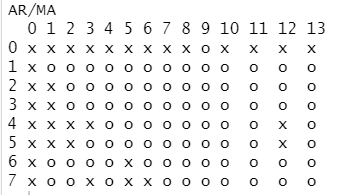 AR/MA
0 1 2 3 4 5 6 7 8 9 10 11 12 13
0 x x x x x x x x x o x x x x
1 x o o o o o o o o o o o o o
2 x x o o o o o o o o o o o o
3 x x o o o o o o o o o o o o
4 x x x x o o o o o o o o x o
5 x x x o o o o o o o o o x o
6 x o o o o x o o o o o o o o
7 x o o x o x x o o o o o o o